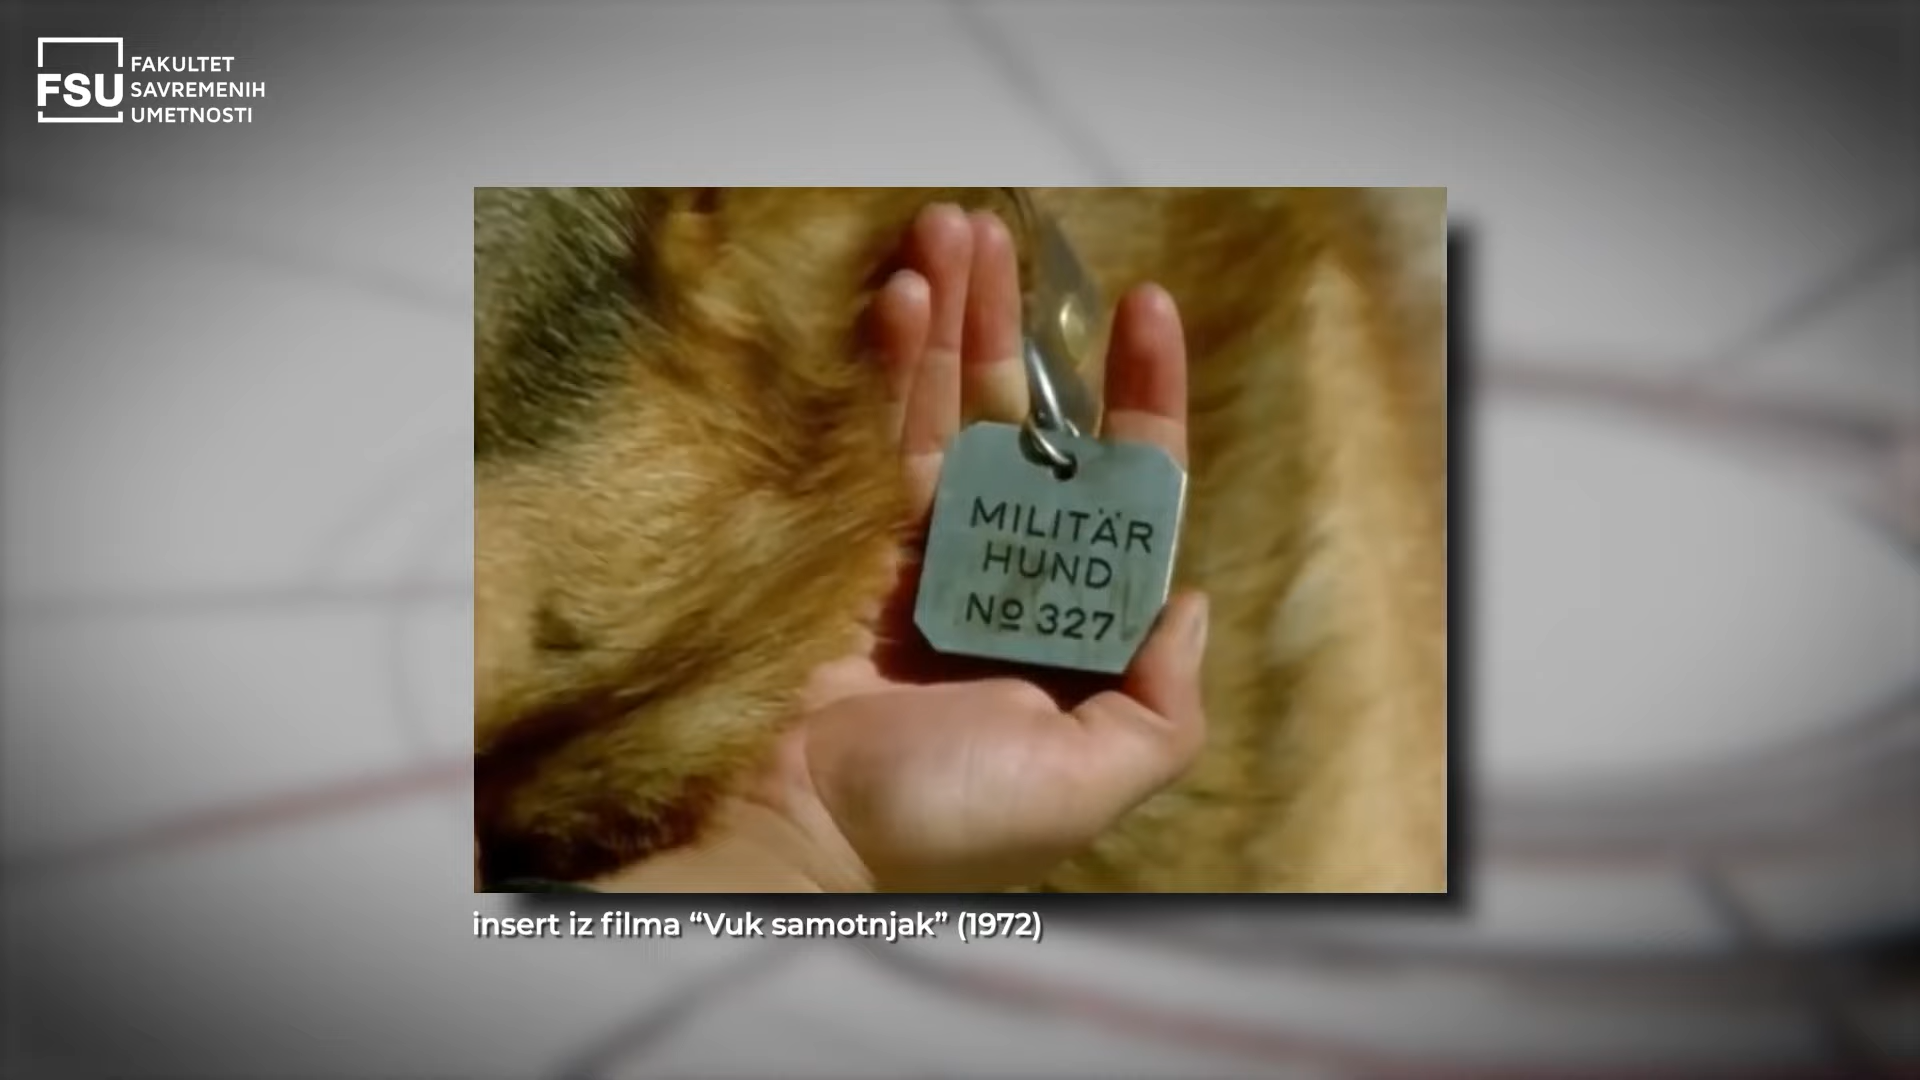 FSU
FAKULTET
SAVREMENIH
UMETNOSTI
MILITÄR
HUND
№ 327
insert iz filma “Vuk samotnjak” (1972)